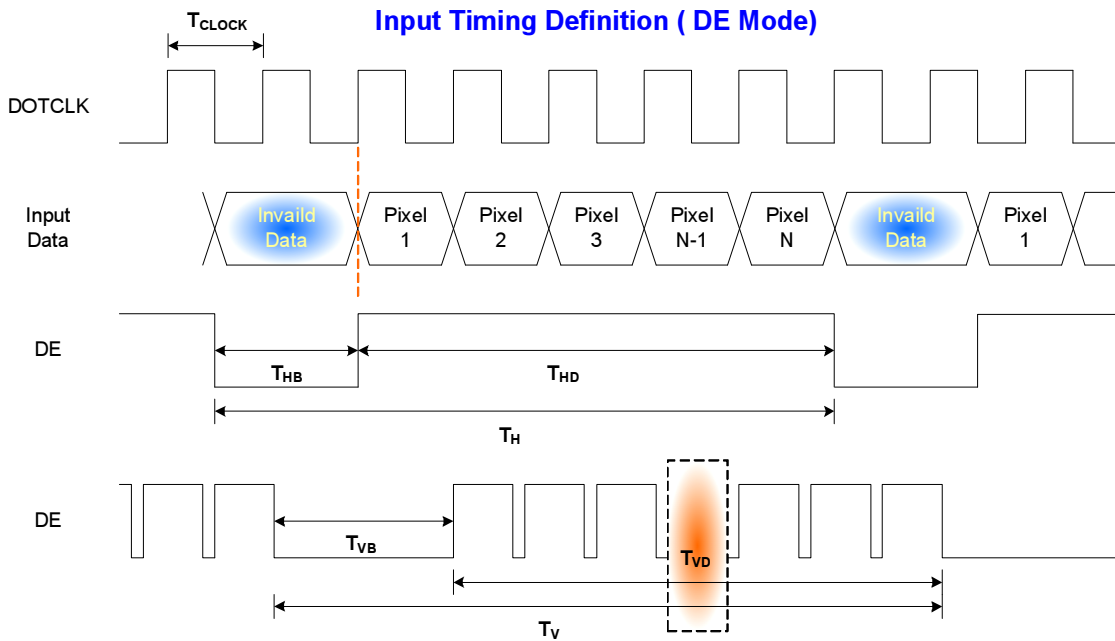 Input Timing Definition ( DE Mode)
TCLOCK
DOTCLK
Input
Data
Invaild
Data
Pixel
1
Pixel
2
Pixel
3
Pixel
N-1
Pixel
N
Invaild
Data
Pixel
1
DE
THB
THD
TH
DE
TVB
TVD
TV